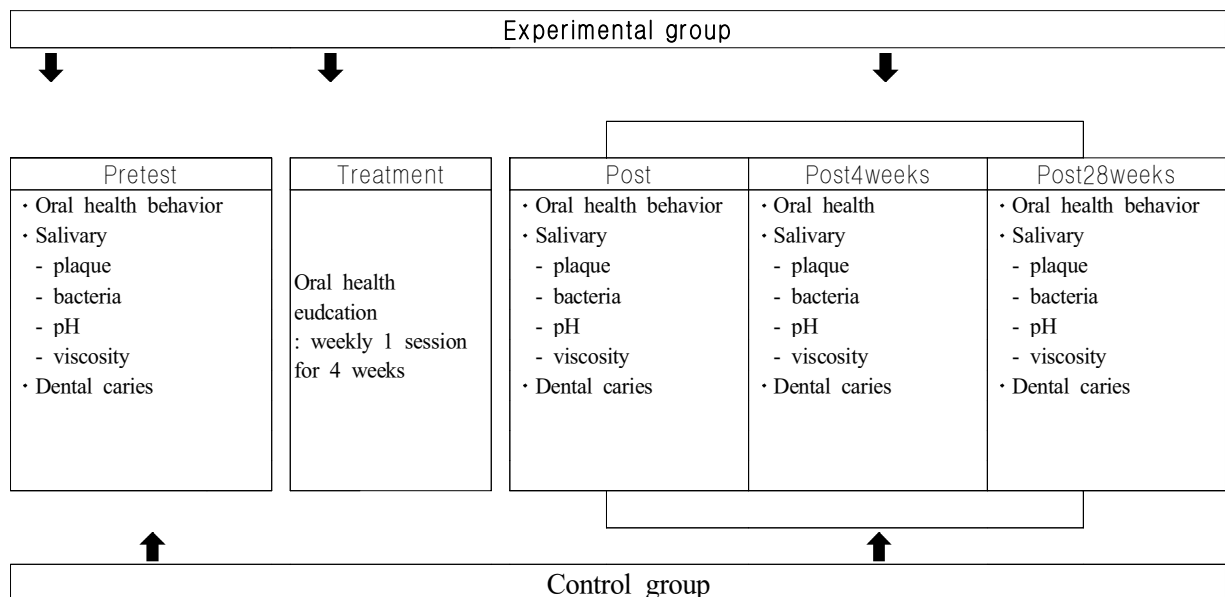 Experimental group
Pretest
· Oral health behavior
· Salivary
- plaque
- bacteria
- pH
- viscosity
· Dental caries
Treatment
Oral health
eudcation
: weekly 1 session
for 4 weeks
Post
· Oral health behavior
· Salivary
- plaque
- bacteria
- pH
- viscosity
· Dental caries
Post4weeks
· Oral health
· Salivary
- plaque
- bacteria
- pH
- viscosity
· Dental caries
Post28weeks
· Oral health behavior
· Salivary
- plaque
- bacteria
- pH
- viscosity
· Dental caries
Control group